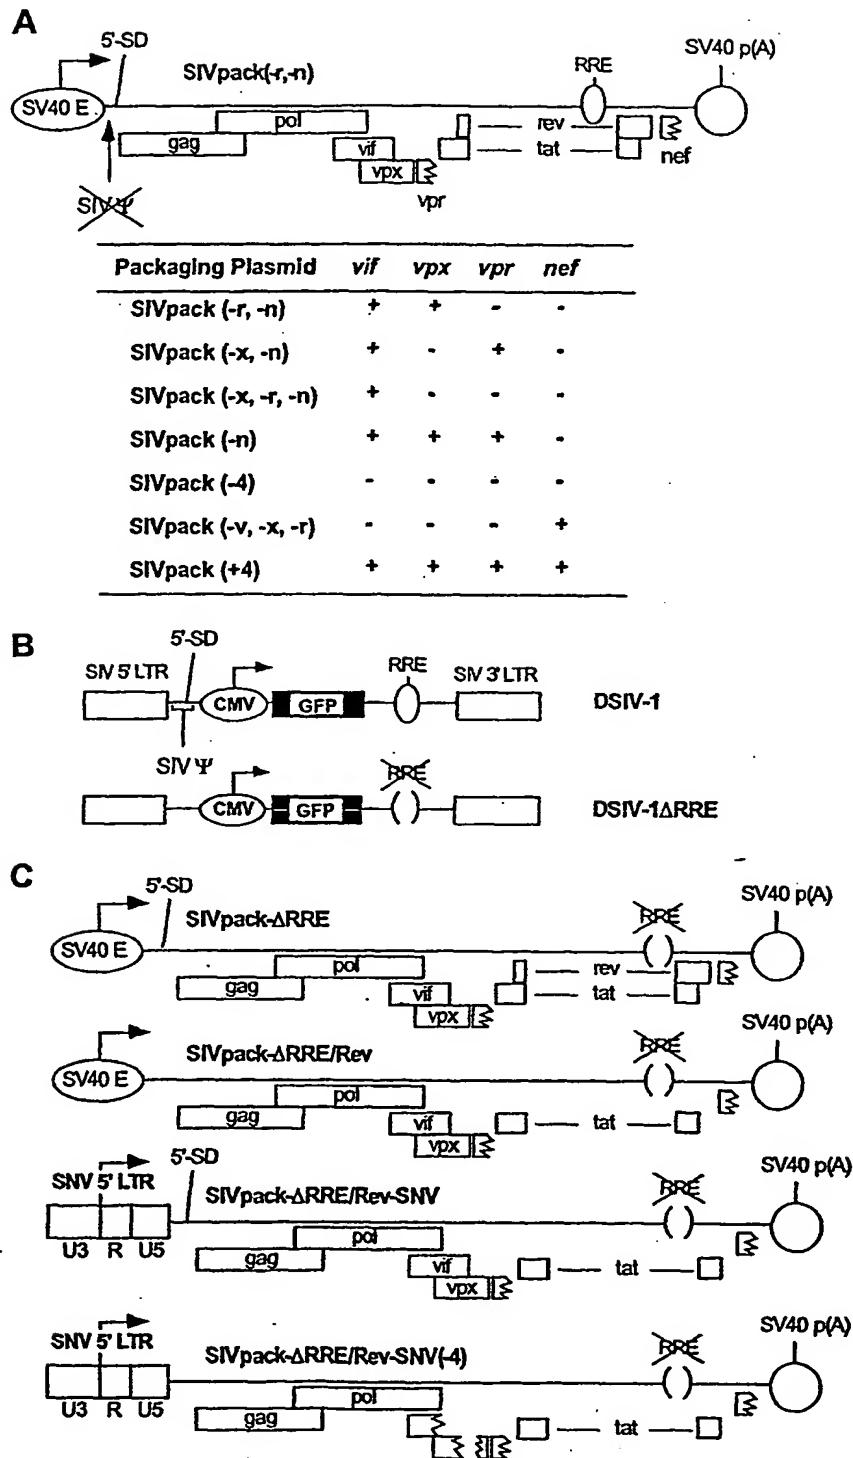 A
5'-SD
SIVpack(-r,-n)
RRE
SV40 p(A)
SV40 E
pol
gag
vif
vpx
vpr
rev
tat
nef
SIV Ψ
Packaging Plasmid vif vpx vpr nef
SIVpack (-r, -n) + + - -
SIVpack (-x, -n) + - + -
SIVpack (-x, -r, -n) + - - -
SIVpack (-n) + + + -
SIVpack (-4) - - - -
SIVpack (-v, -x, -r) - - - +
SIVpack (+4) + + + +
B
5'-SD
SIV 5' LTR
CMV
GFP
RRE
SIV 3' LTR
DSIV-1
SIV Ψ
RRE
CMV
GFP
DSIV-1ΔRRE
C
5'-SD
SIVpack-ΔRRE
RRE
SV40 p(A)
SV40 E
pol
gag
vif
vpx
rev
tat
SIVpack-ΔRRE/Rev
RRE
SV40 p(A)
SV40 E
pol
gag
vif
vpx
tat
5'-SD
SNV 5' LTR
SIVpack-ΔRRE/Rev-SNV
RRE
SV40 p(A)
U3 R U5
pol
gag
vif
vpx
tat
SNV 5' LTR
SIVpack-ΔRRE/Rev-SNV(-4)
RRE
SV40 p(A)
U3 R U5
pol
gag
tat